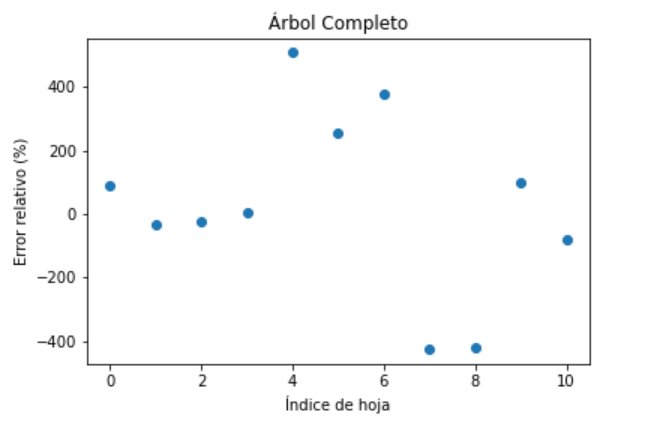 Árbol Completo
Error relativo (%)
400
200
0
−200
−400
0 2 4 6 8 10
Índice de hoja